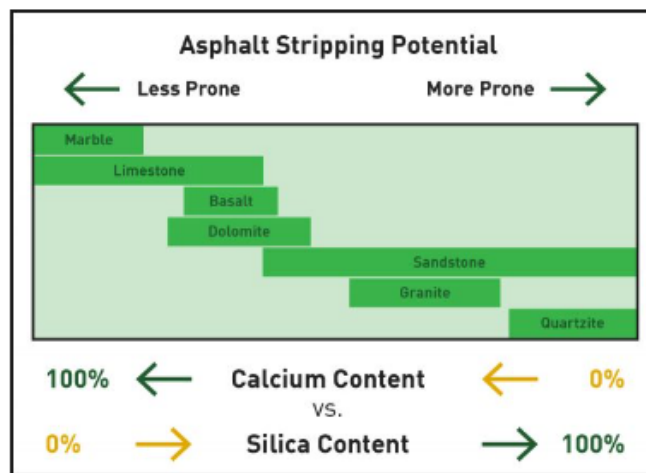 Asphalt Stripping Potential
Less Prone More Prone
Marble
Limestone
Basalt
Dolomite
Sandstone
Granite
Quartzite
100% Calcium Content 0%
vs.
0% Silica Content 100%